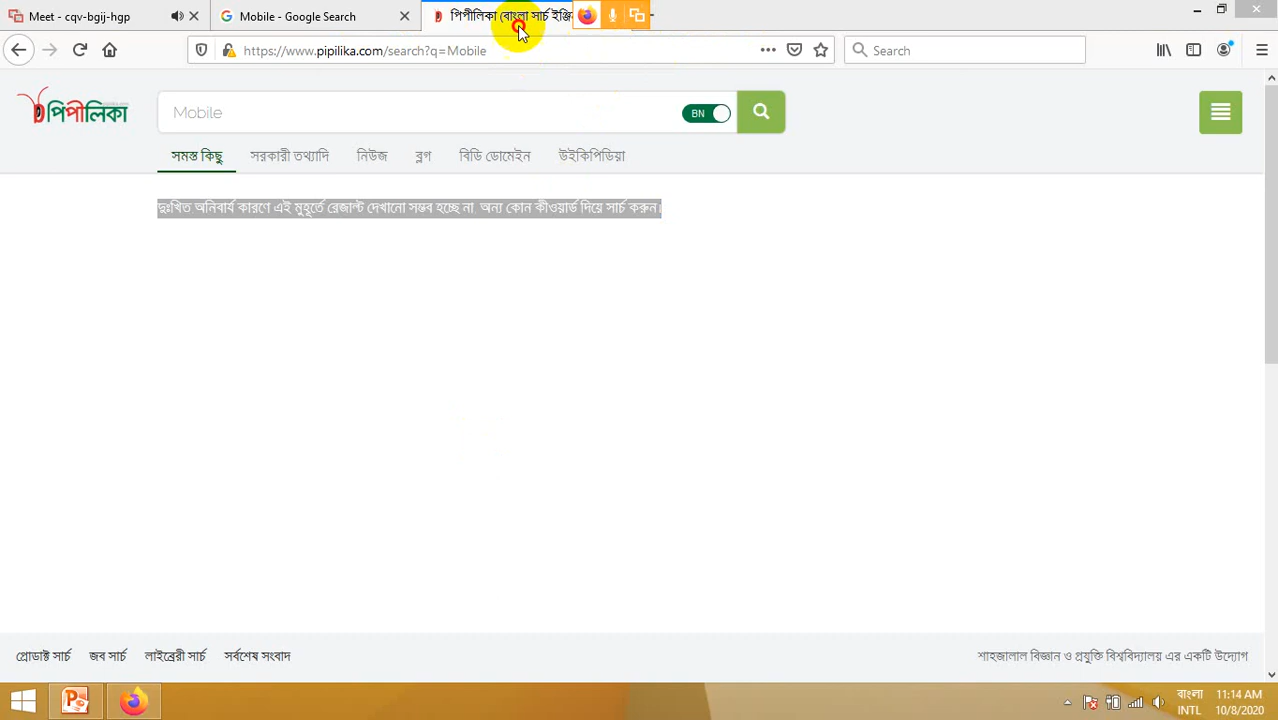 Meet - cqv-bgij-hgp
Mobile - Google Search
পিপীলিকা (বাংলা সার্চ ইঞ্জি
https://www.pipilika.com/search?q=Mobile
Search
পিপীলিকা
Mobile
BN
সমস্ত কিছু
সরকারী তথ্যাদি
নিউজ
ব্লগ
বিডি ডোমেইন
উইকিপিডিয়া
দুঃখিত অনিবার্য কারণে এই মুহূর্তে রেজাল্ট দেখানো সম্ভব হচ্ছে না, অন্য কোন কীওয়ার্ড দিয়ে সার্চ করুন।
প্রোডাক্ট সার্চ
জব সার্চ
লাইব্রেরী সার্চ
সর্বশেষ সংবাদ
শাহজালাল বিজ্ঞান ও প্রযুক্তি বিশ্ববিদ্যালয় এর একটি উদ্যোগ
বাংলা
INTL
11:14 AM
10/8/2020